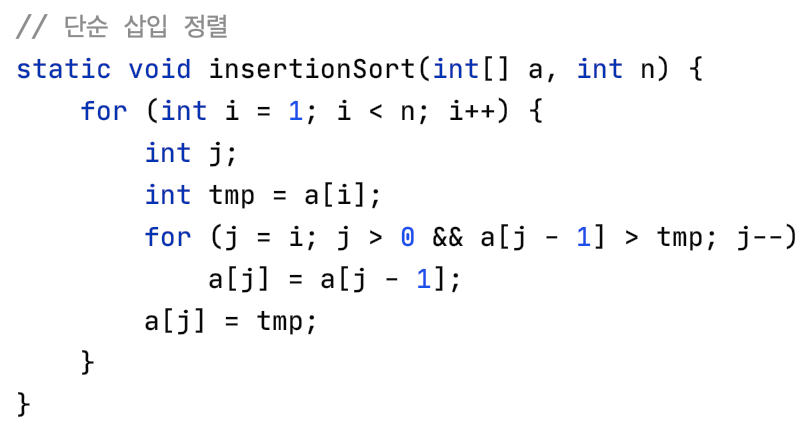 // 단순 삽입 정렬
static void insertionSort(int[] a, int n) {
    for (int i = 1; i < n; i++) {
        int j;
        int tmp = a[i];
        for (j = i; j > 0 && a[j - 1] > tmp; j--)
            a[j] = a[j - 1];
        a[j] = tmp;
    }
}